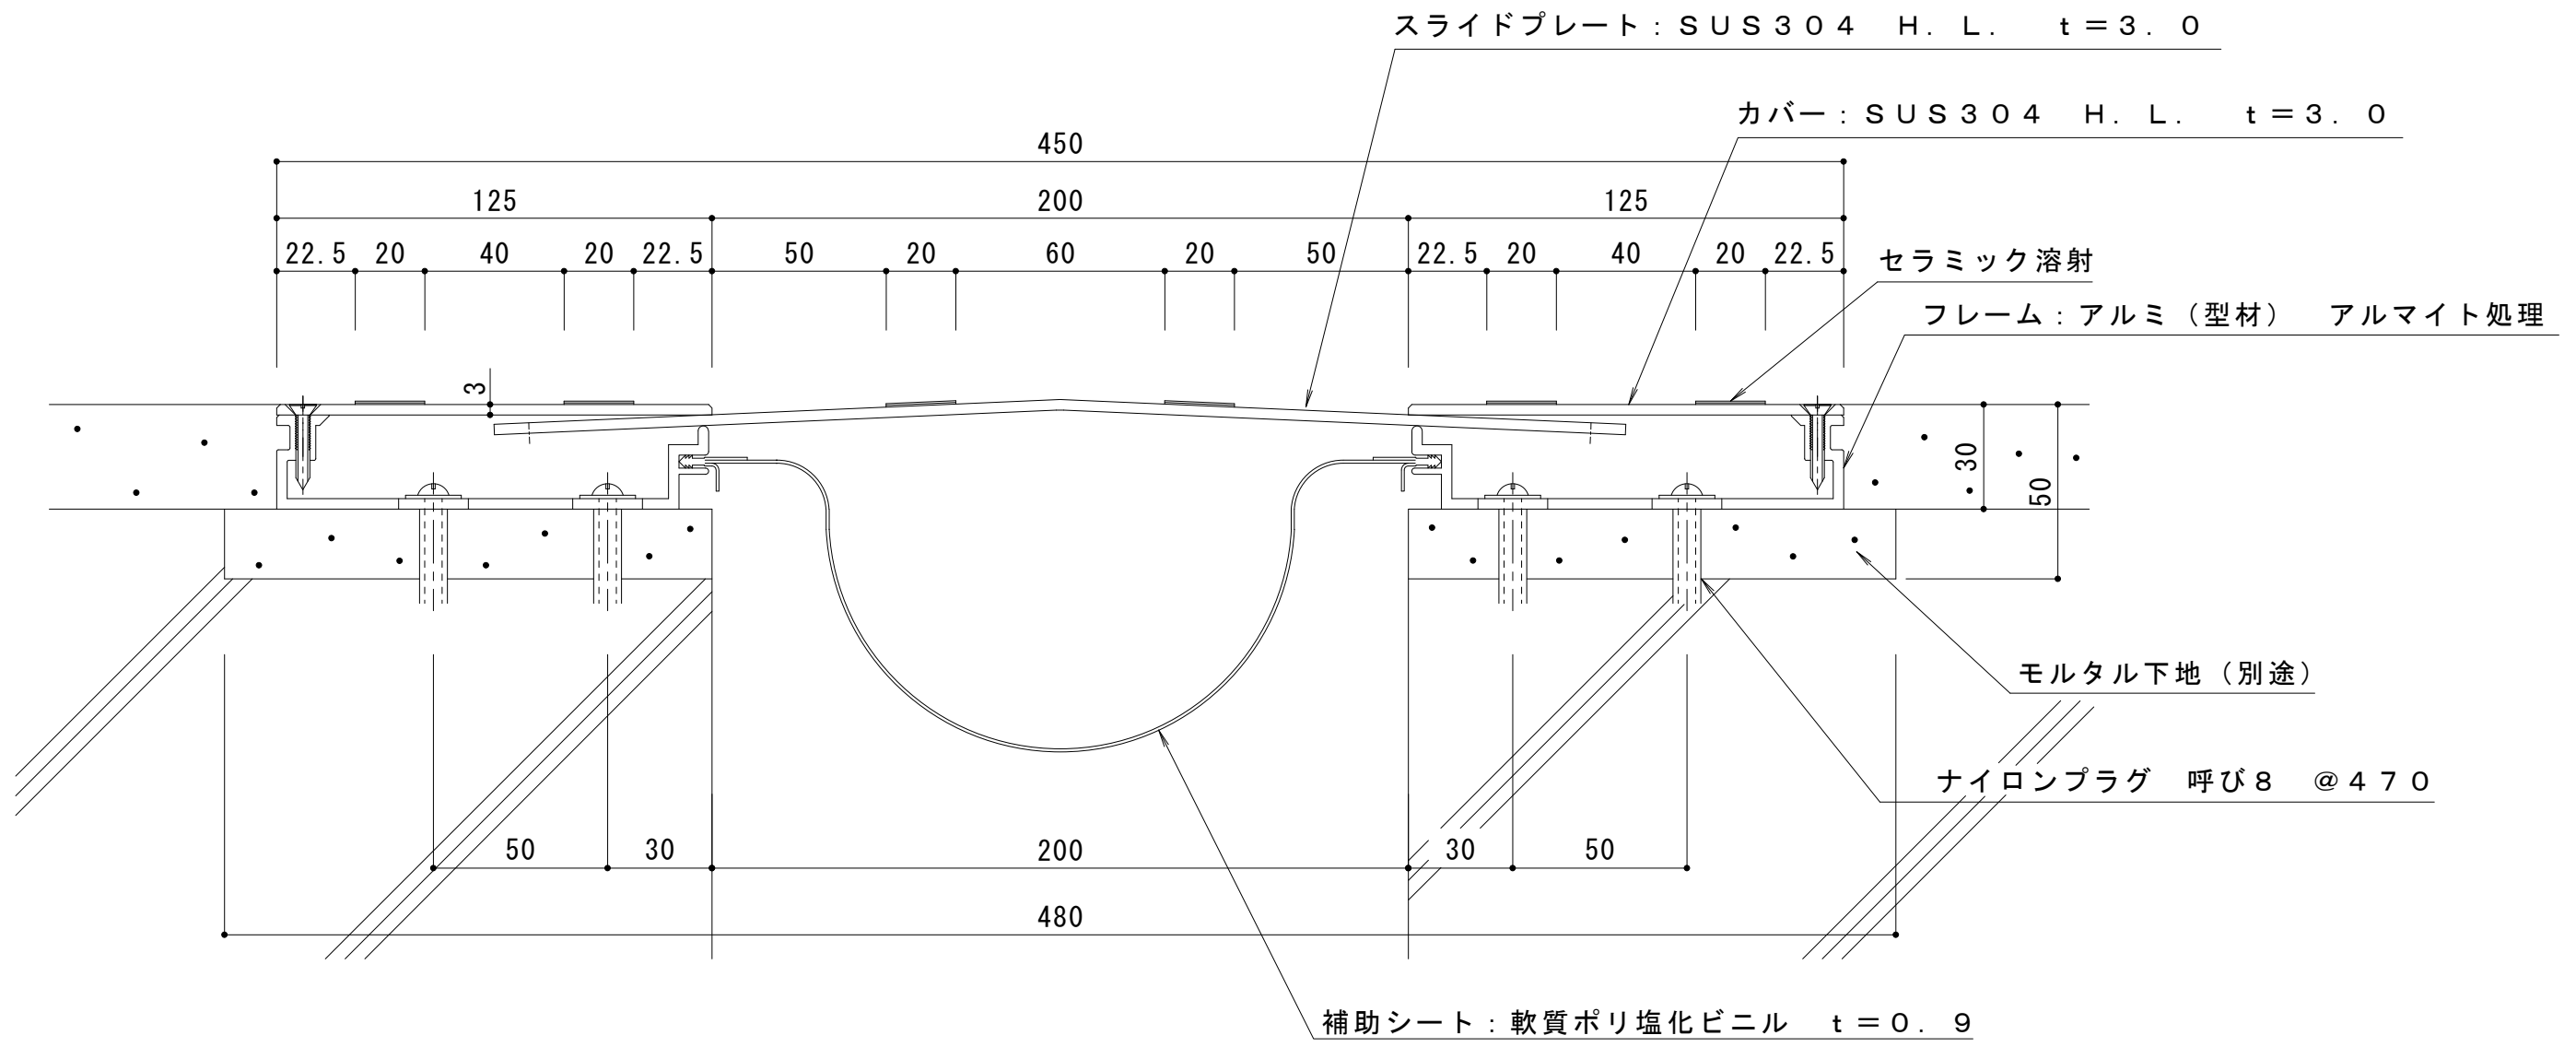 スライドプレート：ＳＵＳ３０４　Ｈ．Ｌ．　ｔ＝３．０
カバー：ＳＵＳ３０４　Ｈ．Ｌ．　ｔ＝３．０
450
125 200 125
22.5 20 40 20 22.5 50 20 60 20 50 22.5 20 40 20 22.5
セラミック溶射
フレーム：アルミ（型材）　アルマイト処理
3
30
50
モルタル下地（別途）
ナイロンプラグ　呼び８　＠４７０
50 30 200 30 50
480
補助シート：軟質ポリ塩化ビニル　ｔ＝０．９